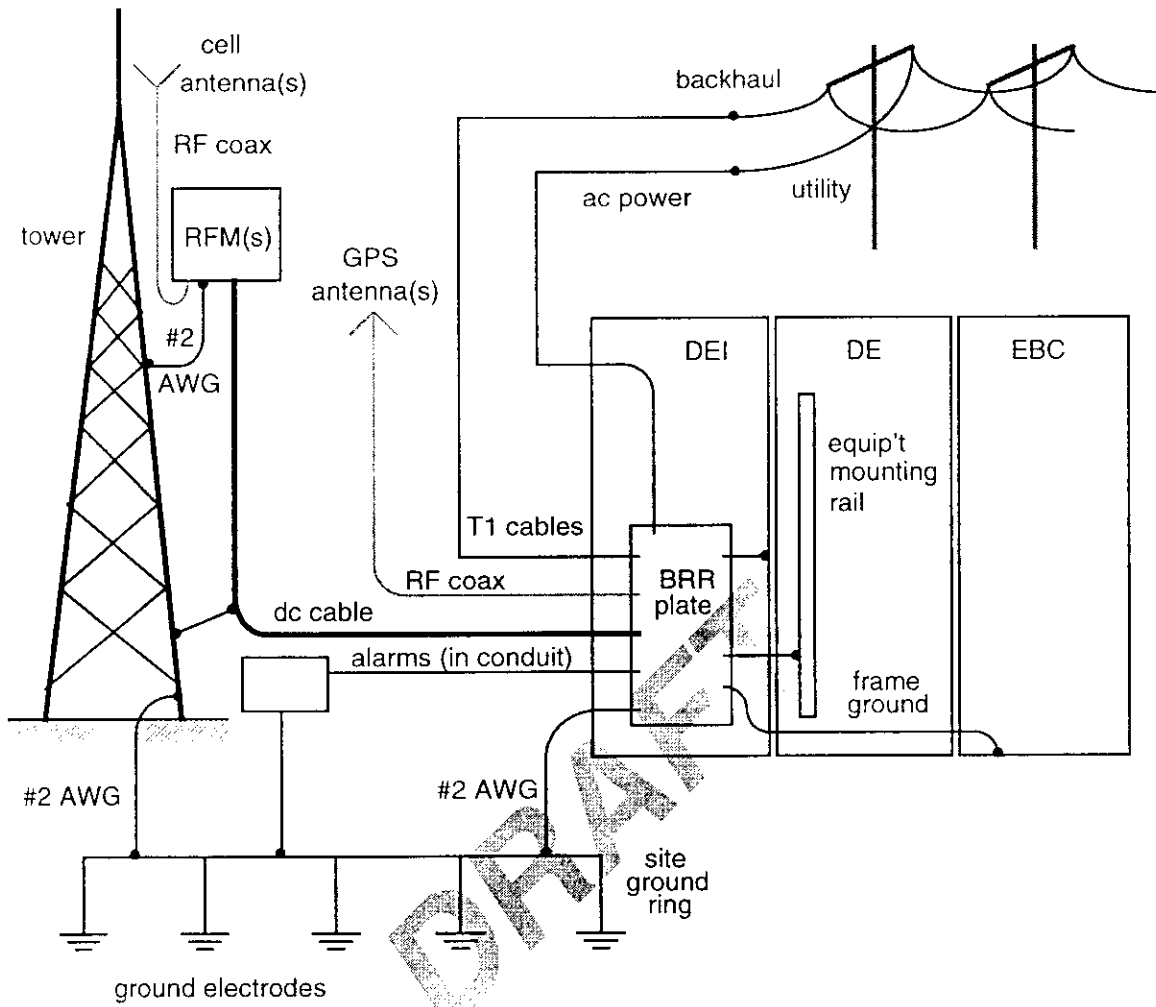 cell
antenna(s)
backhaul
RF coax
ac power
utility
tower
RFM(s)
GPS
antenna(s)
#2
AWG
DEI
DE
EBC
equip't
mounting
rail
T1 cables
BRR
plate
RF coax
dc cable
alarms (in conduit)
frame
ground
#2 AWG
#2 AWG
site
ground
ring
ground electrodes
DRAFT